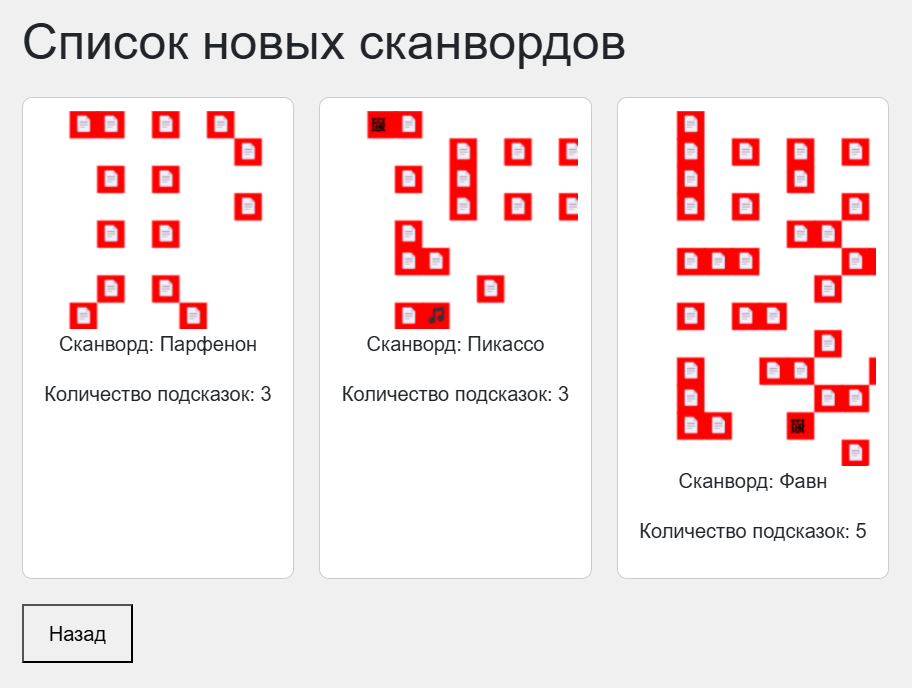 Список новых сканвордов
Сканворд: Парфенон
Количество подсказок: 3
Сканворд: Пикассо
Количество подсказок: 3
Сканворд: Фавн
Количество подсказок: 5
Назад